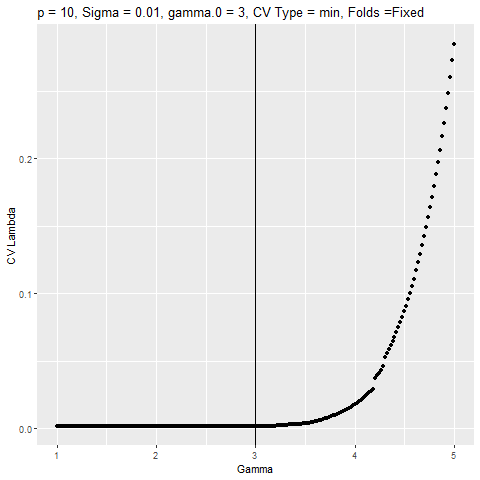 p = 10, Sigma = 0.01, gamma.0 = 3, CV Type = min, Folds =Fixed
CV Lambda
0.2
0.1
0.0
1 2 3 4 5
Gamma